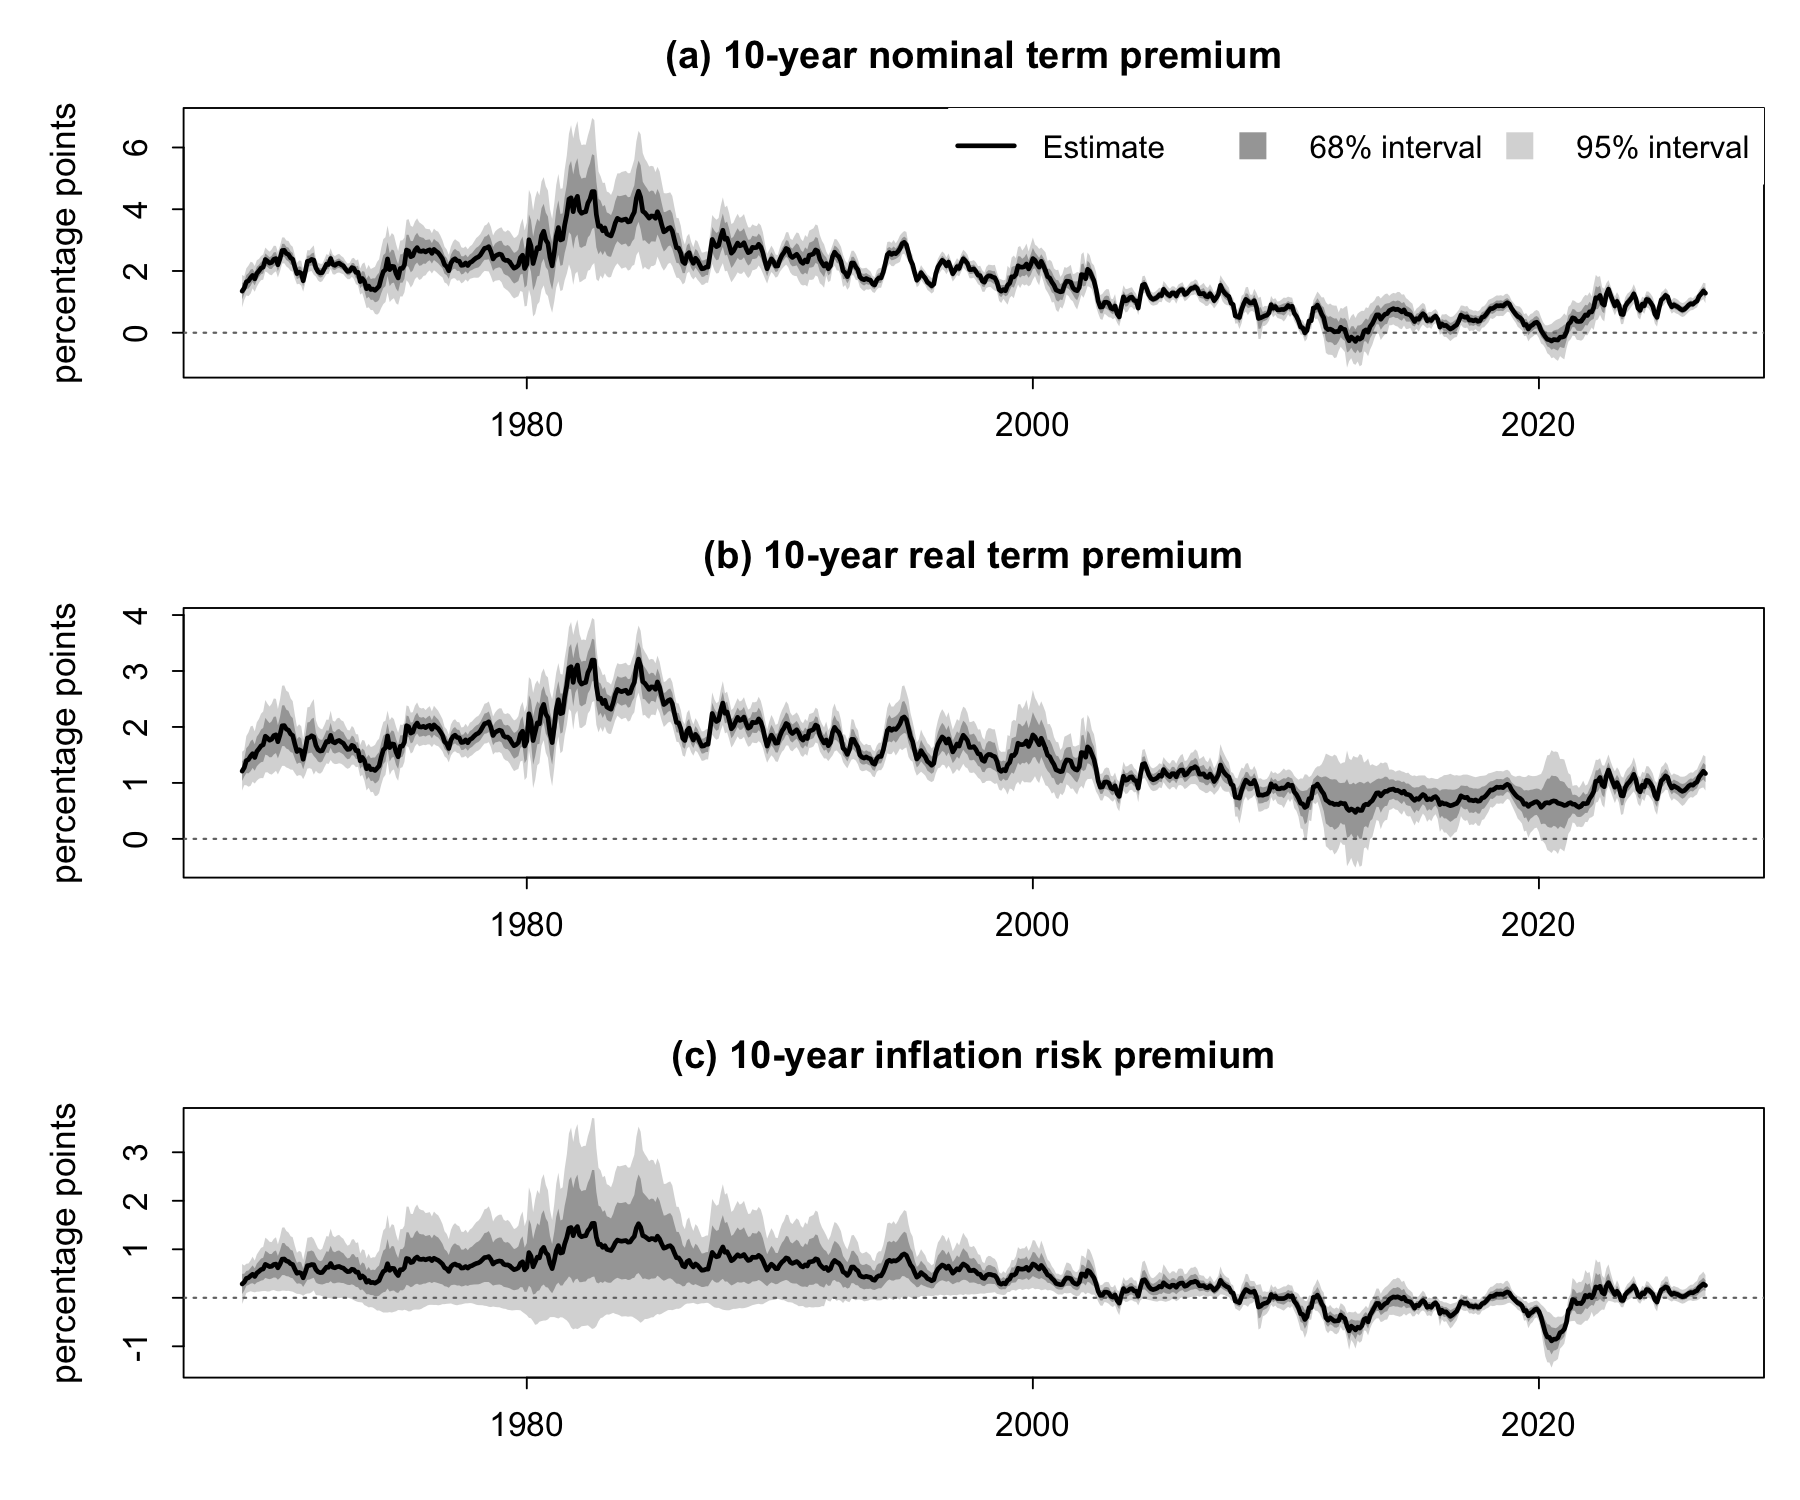 (a) 10-year nominal term premium
percentage points
6
4
2
0
Estimate 68% interval 95% interval
1980 2000 2020
(b) 10-year real term premium
percentage points
4
3
2
1
0
1980 2000 2020
(c) 10-year inflation risk premium
percentage points
3
2
1
-1
1980 2000 2020